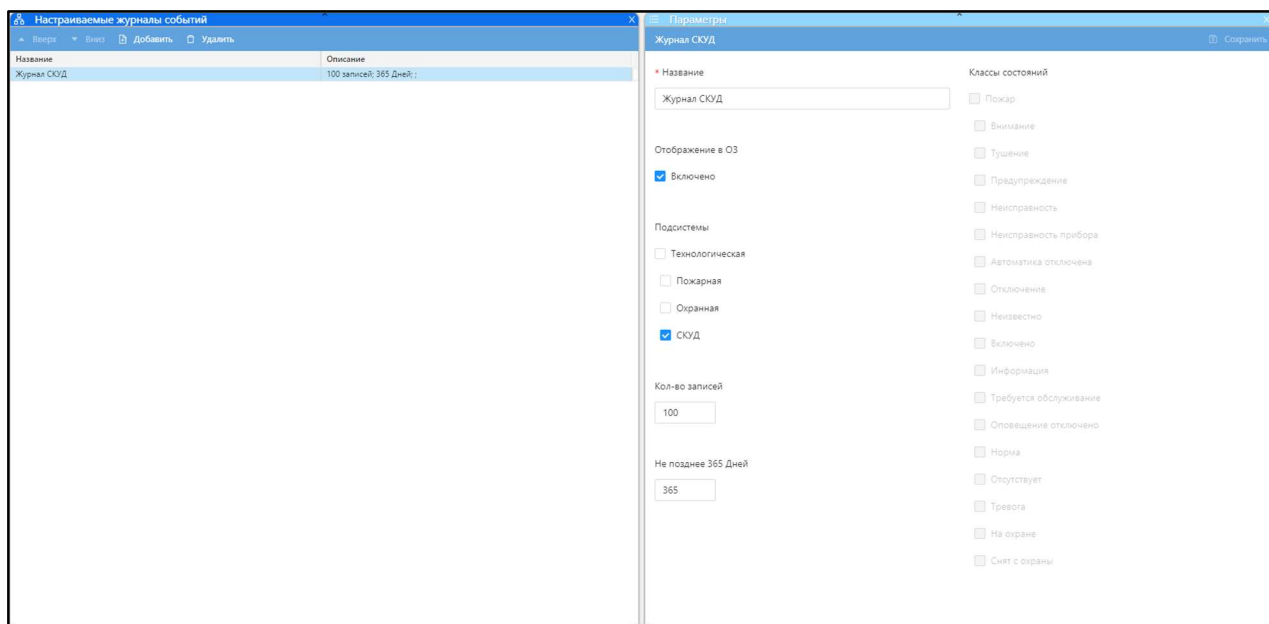 Настраиваемые журналы событий X
Вверх Вниз Добавить Удалить
Название Описание
Журнал СКУД 100 записей; 365 Дней; ;
Параметры X
Журнал СКУД Сохранить
* Название
Журнал СКУД
Отображение в ОЗ
Включено
Подсистемы
Технологическая
Пожарная
Охранная
СКУД
Кол-во записей
100
Не позднее 365 Дней
365
Классы состояний
Пожар
Внимание
Тушение
Предупреждение
Неисправность
Неисправность прибора
Автоматика отключена
Отключение
Неизвестно
Включено
Информация
Требуется обслуживание
Оповещение отключено
Норма
Отсутствует
Тревога
На охране
Снят с охраны